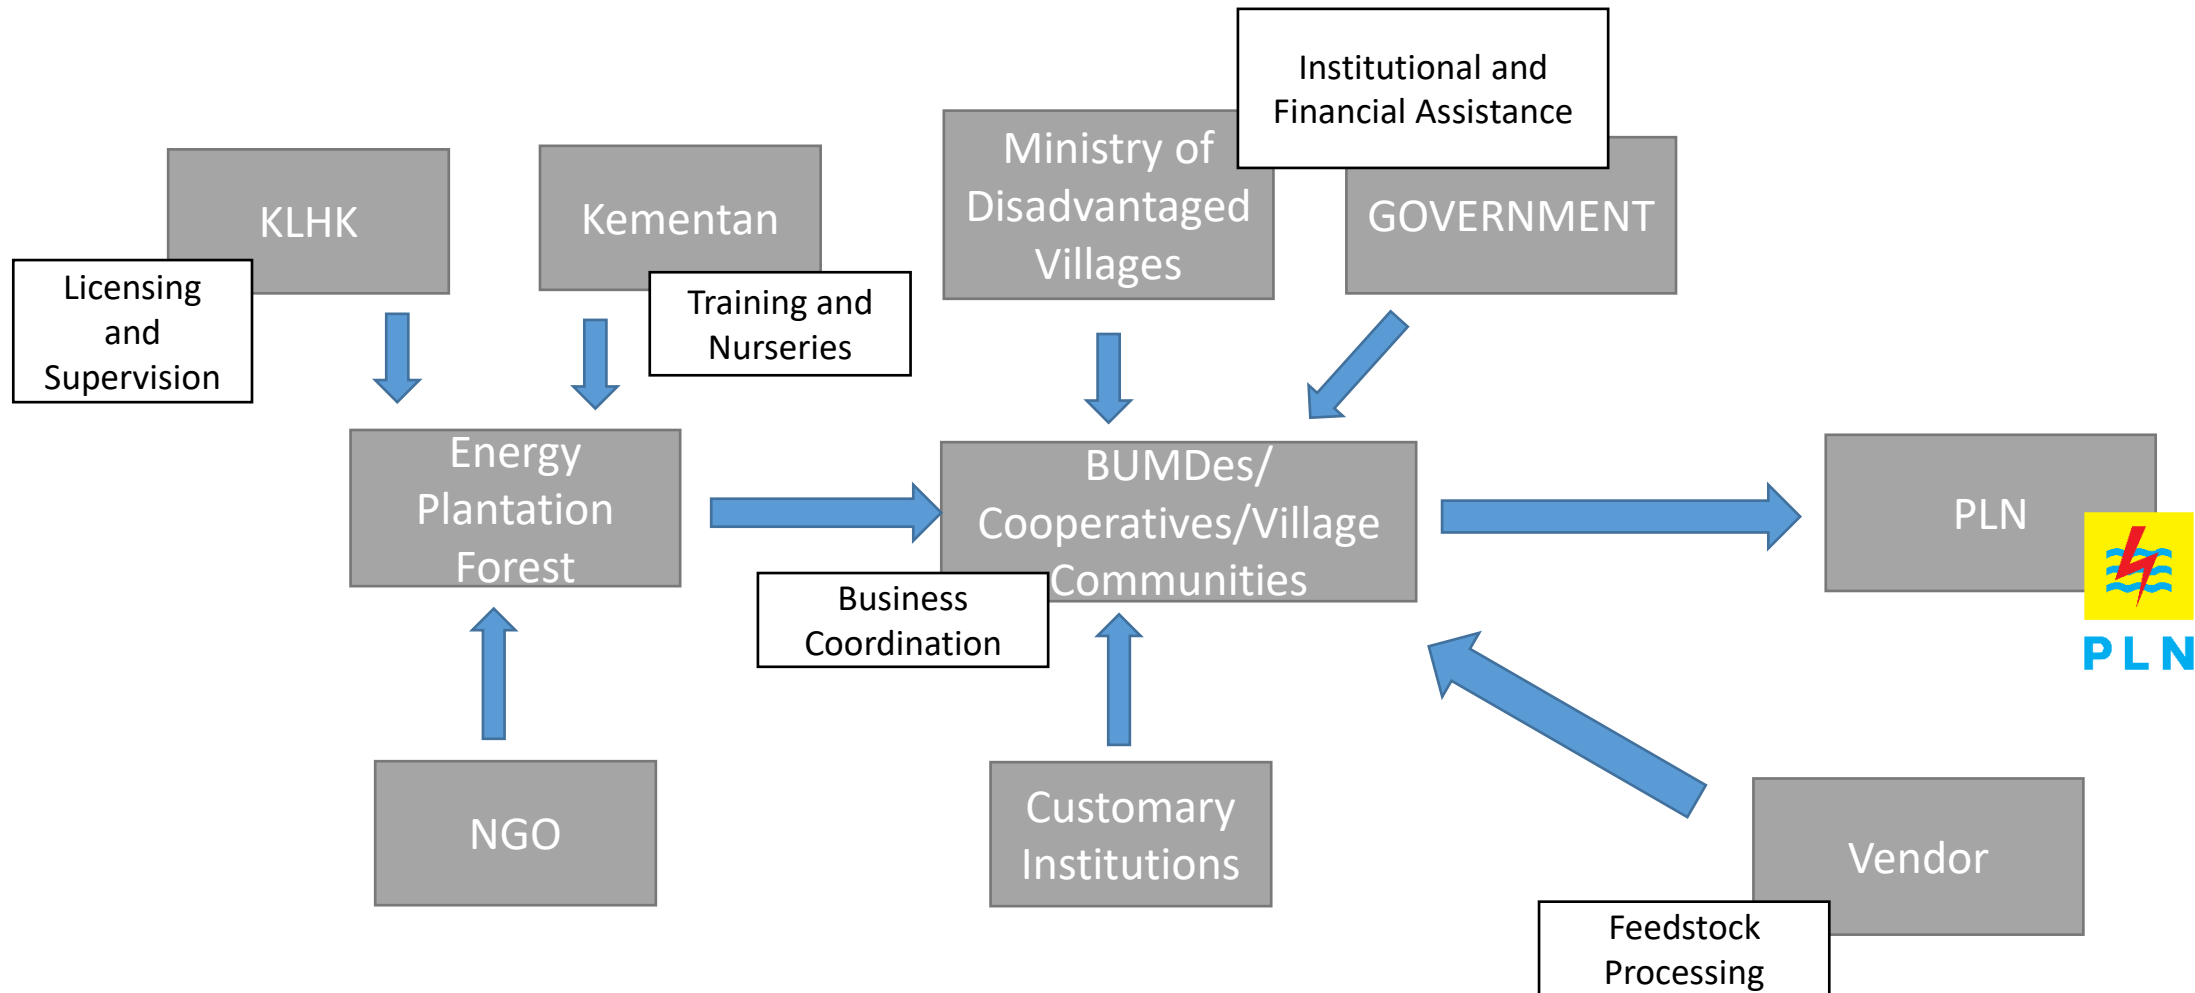 Institutional and
Financial Assistance
Ministry of
Disadvantaged
Villages
GOVERNMENT
KLHK
Kementan
Licensing
and
Supervision
Training and
Nurseries
Energy
Plantation
Forest
BUMDes/
Cooperatives/Village
Communities
Business
Coordination
PLN
PLN
NGO
Customary
Institutions
Vendor
Feedstock
Processing